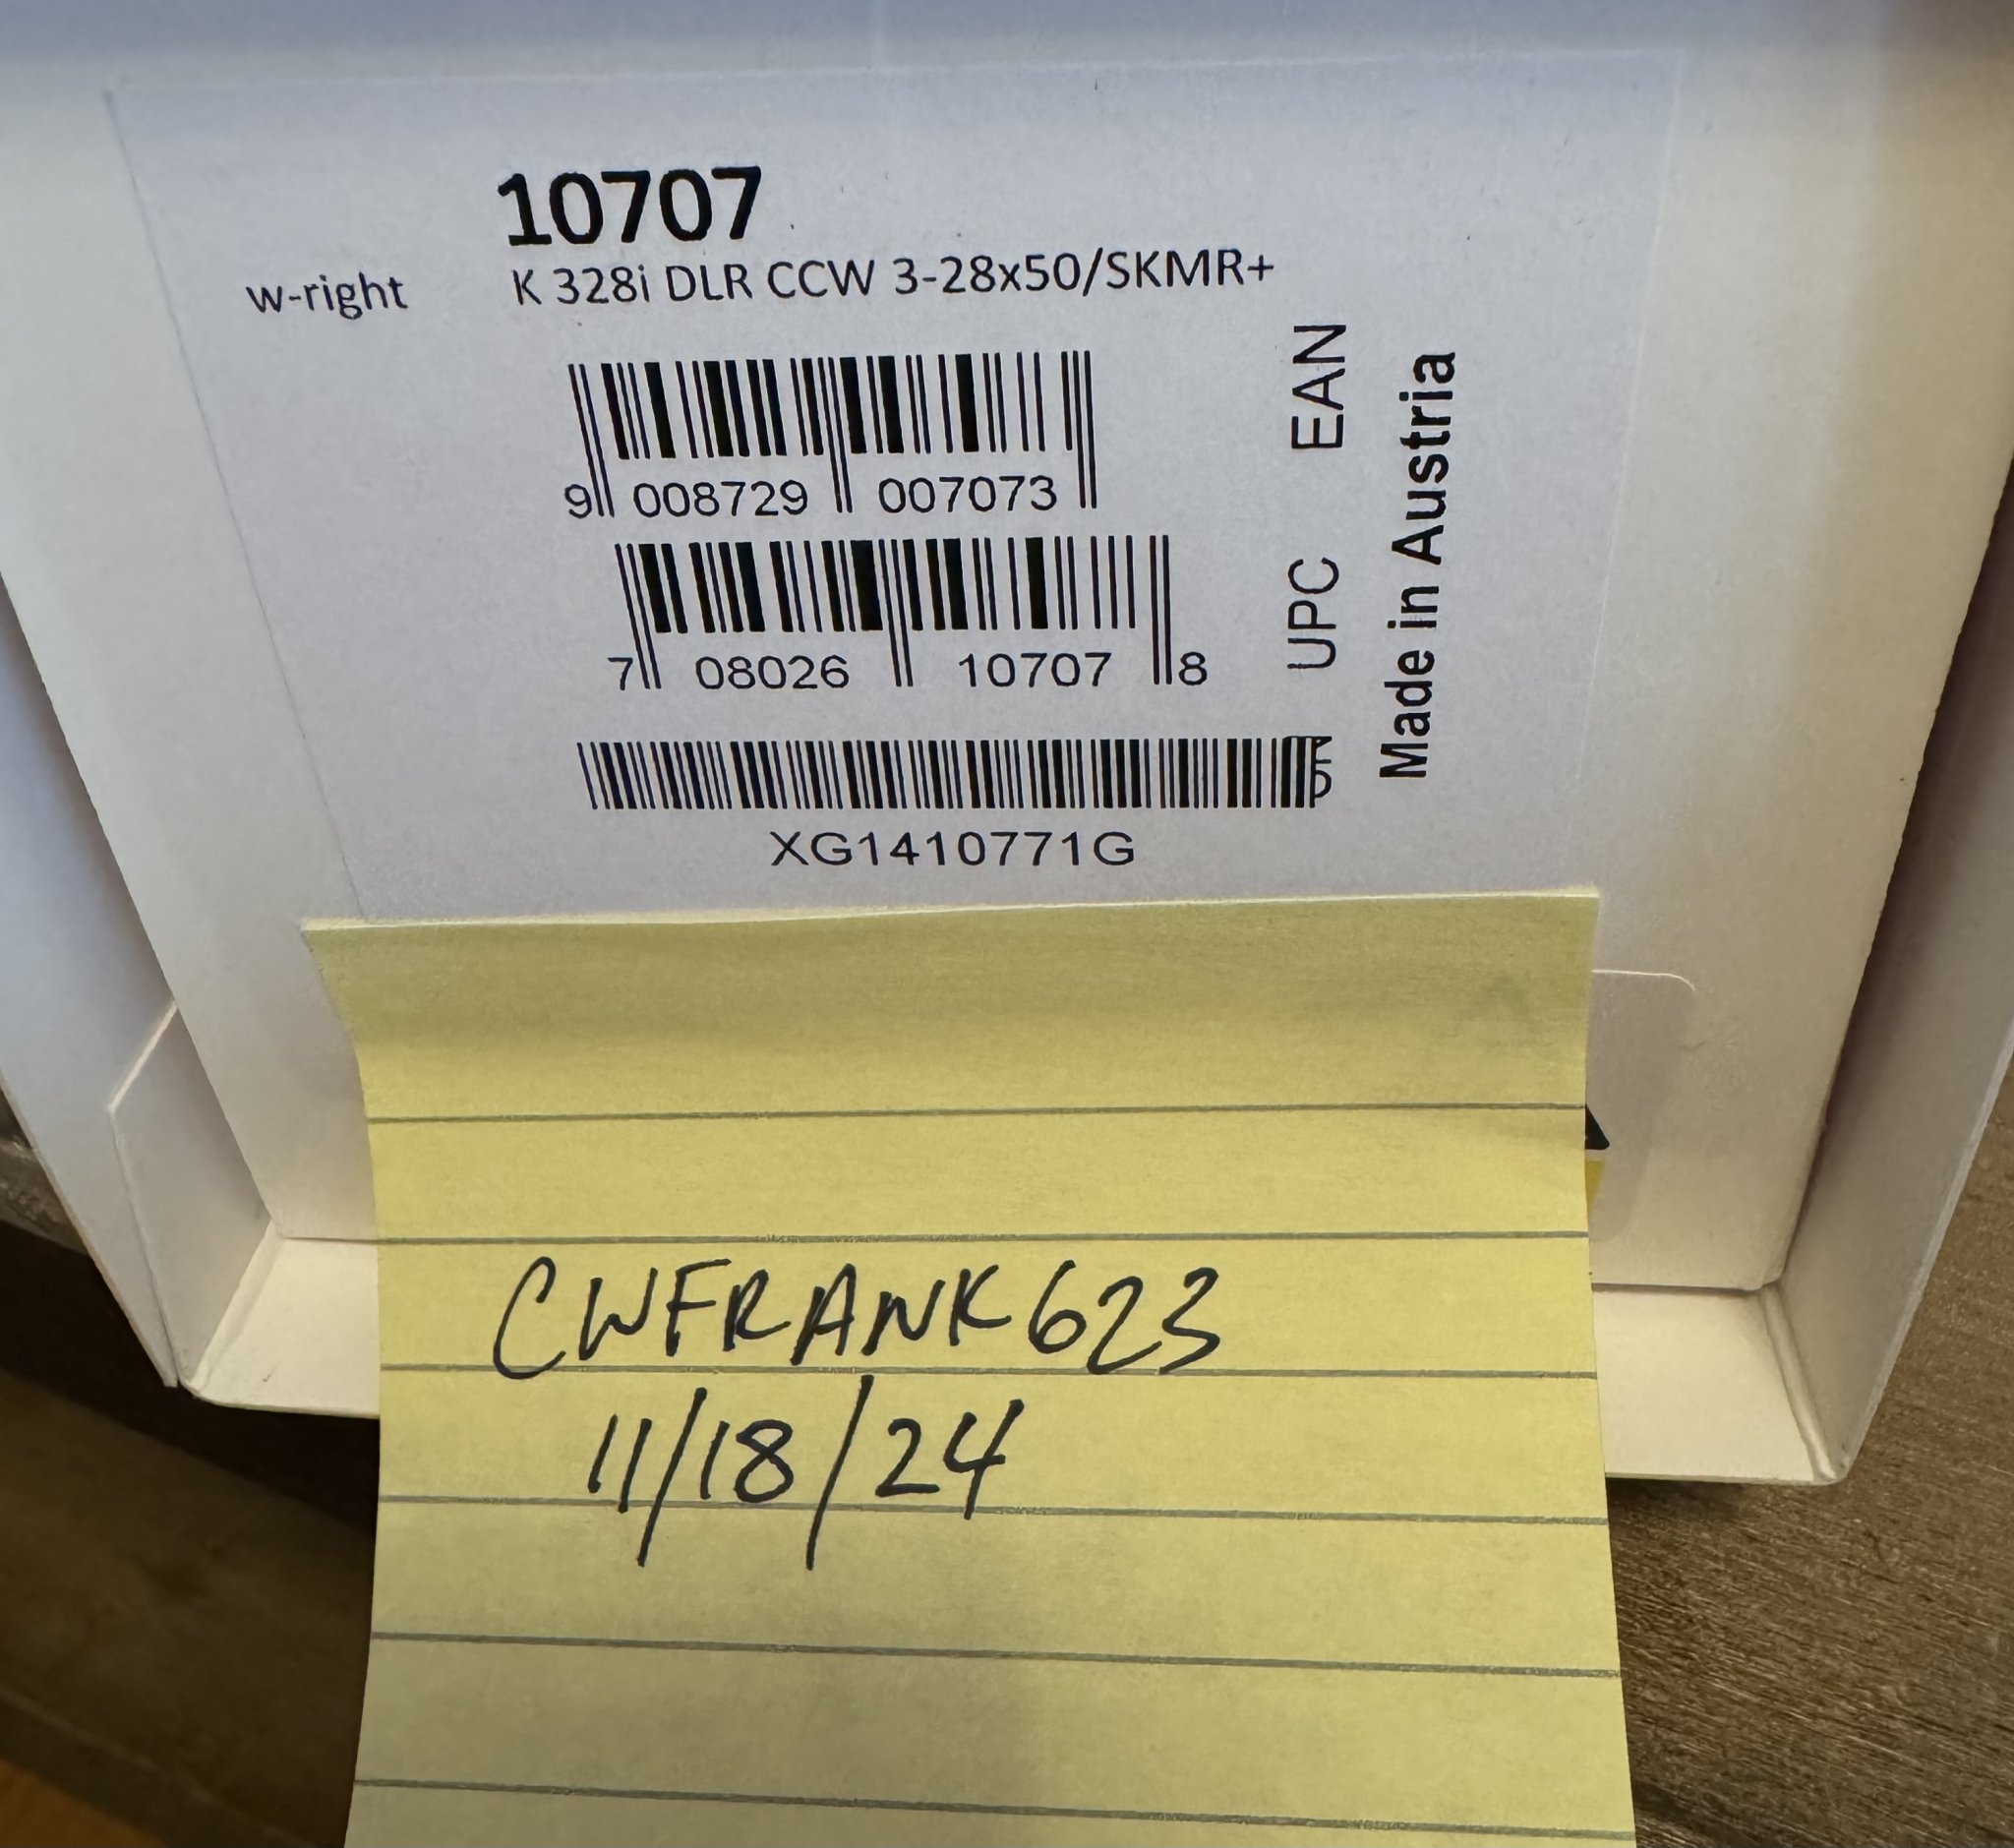 10707
w-right K 328i DLR CCW 3-28x50/SKMR+
9 008729 007073
EAN
7 08026 10707 8
UPC
Made in Austria
XG1410771G
CWFRANK623
11/18/24